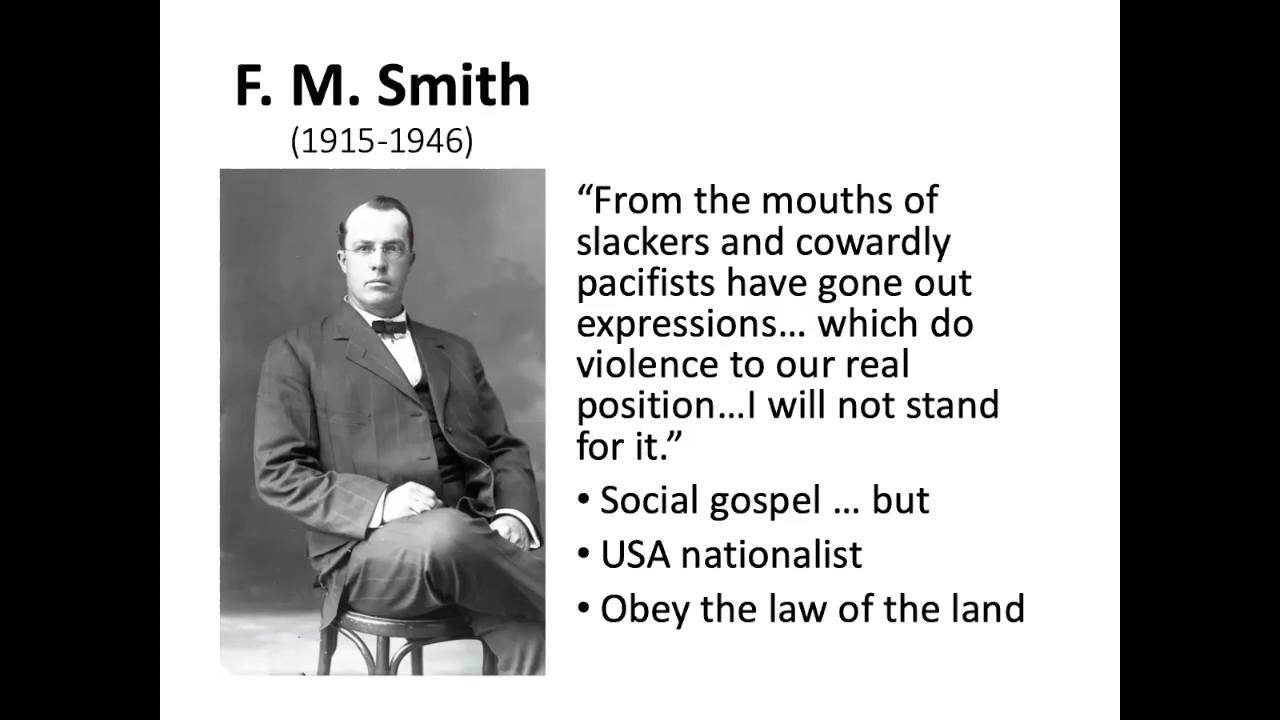 F. M. Smith
(1915-1946)
“From the mouths of
slackers and cowardly
pacifists have gone out
expressions… which do
violence to our real
position…I will not stand
for it.”
• Social gospel … but
• USA nationalist
• Obey the law of the land